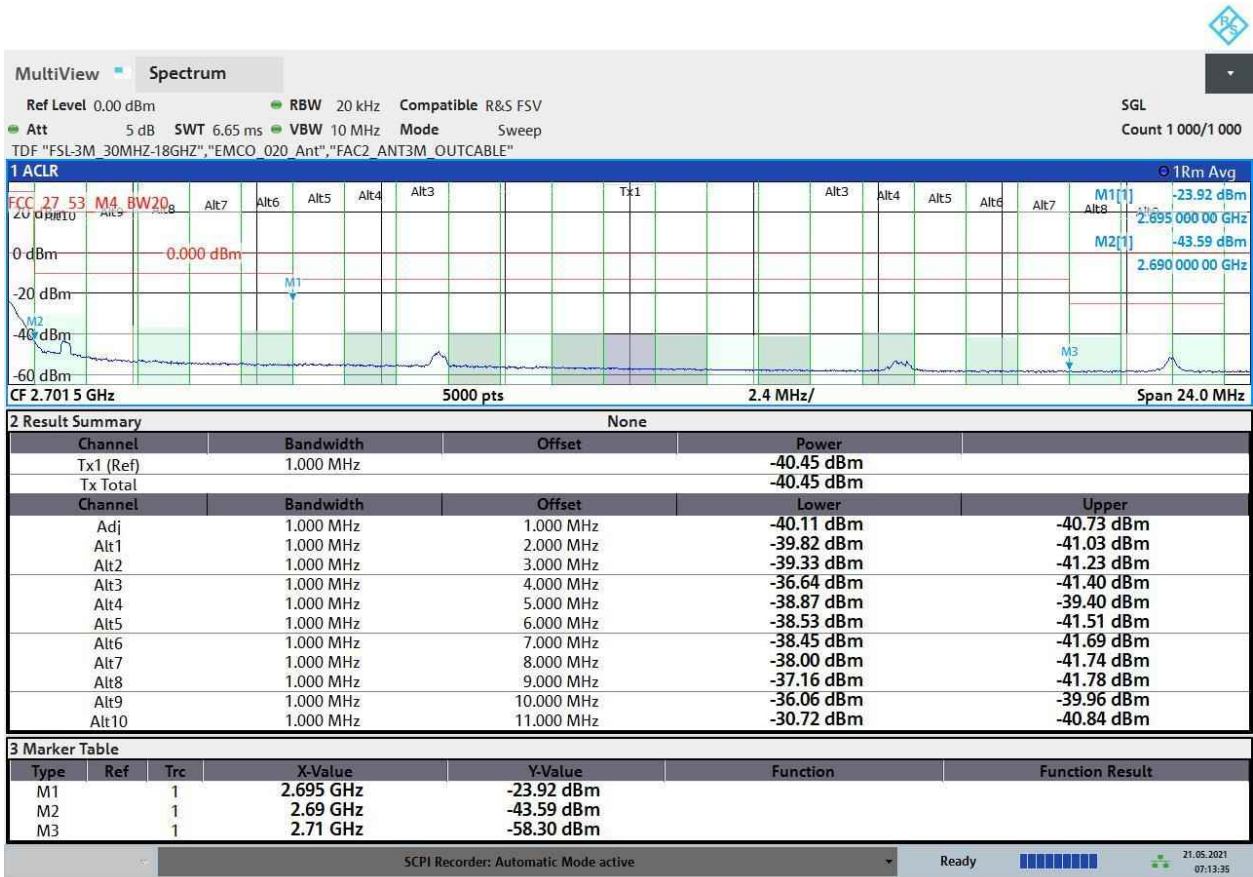 R&S
MultiView Spectrum
Ref Level 0.00 dBm RBW 20 kHz Compatible R&S FSV SGL
Att 5 dB SWT 6.65 ms VBW 10 MHz Mode Sweep Count 1 000/1 000
TDF "FSL-3M_30MHZ-18GHZ","EMCO_020_Ant","FAC2_ANT3M_OUTCABLE"
1 ACLR 1Rm Avg
Alt7 Alt6 Alt5 Alt4 Alt3 Tx1 Alt3 Alt4 Alt5 Alt6 Alt7 Alt8 M1[1] -23.92 dBm
FCC_27_53_M4_BW20
20 dBm 2.695 000 00 GHz
0 dBm 0.000 dBm M2[1] -43.59 dBm
2.690 000 00 GHz
M1
-20 dBm
M2
-40 dBm
M3
-60 dBm
CF 2.701 5 GHz 5000 pts 2.4 MHz/ Span 24.0 MHz
2 Result Summary None
Channel Bandwidth Offset Power
Tx1 (Ref) 1.000 MHz -40.45 dBm
Tx Total -40.45 dBm
Channel Bandwidth Offset Lower Upper
Adj 1.000 MHz 1.000 MHz -40.11 dBm -40.73 dBm
Alt1 1.000 MHz 2.000 MHz -39.82 dBm -41.03 dBm
Alt2 1.000 MHz 3.000 MHz -39.33 dBm -41.23 dBm
Alt3 1.000 MHz 4.000 MHz -36.64 dBm -41.40 dBm
Alt4 1.000 MHz 5.000 MHz -38.87 dBm -39.40 dBm
Alt5 1.000 MHz 6.000 MHz -38.53 dBm -41.51 dBm
Alt6 1.000 MHz 7.000 MHz -38.45 dBm -41.69 dBm
Alt7 1.000 MHz 8.000 MHz -38.00 dBm -41.74 dBm
Alt8 1.000 MHz 9.000 MHz -37.16 dBm -41.78 dBm
Alt9 1.000 MHz 10.000 MHz -36.06 dBm -39.96 dBm
Alt10 1.000 MHz 11.000 MHz -30.72 dBm -40.84 dBm
3 Marker Table
Type Ref Trc X-Value Y-Value Function Function Result
M1 1 2.695 GHz -23.92 dBm
M2 1 2.69 GHz -43.59 dBm
M3 1 2.71 GHz -58.30 dBm
SCPI Recorder: Automatic Mode active Ready 21.05.2021
07:13:35